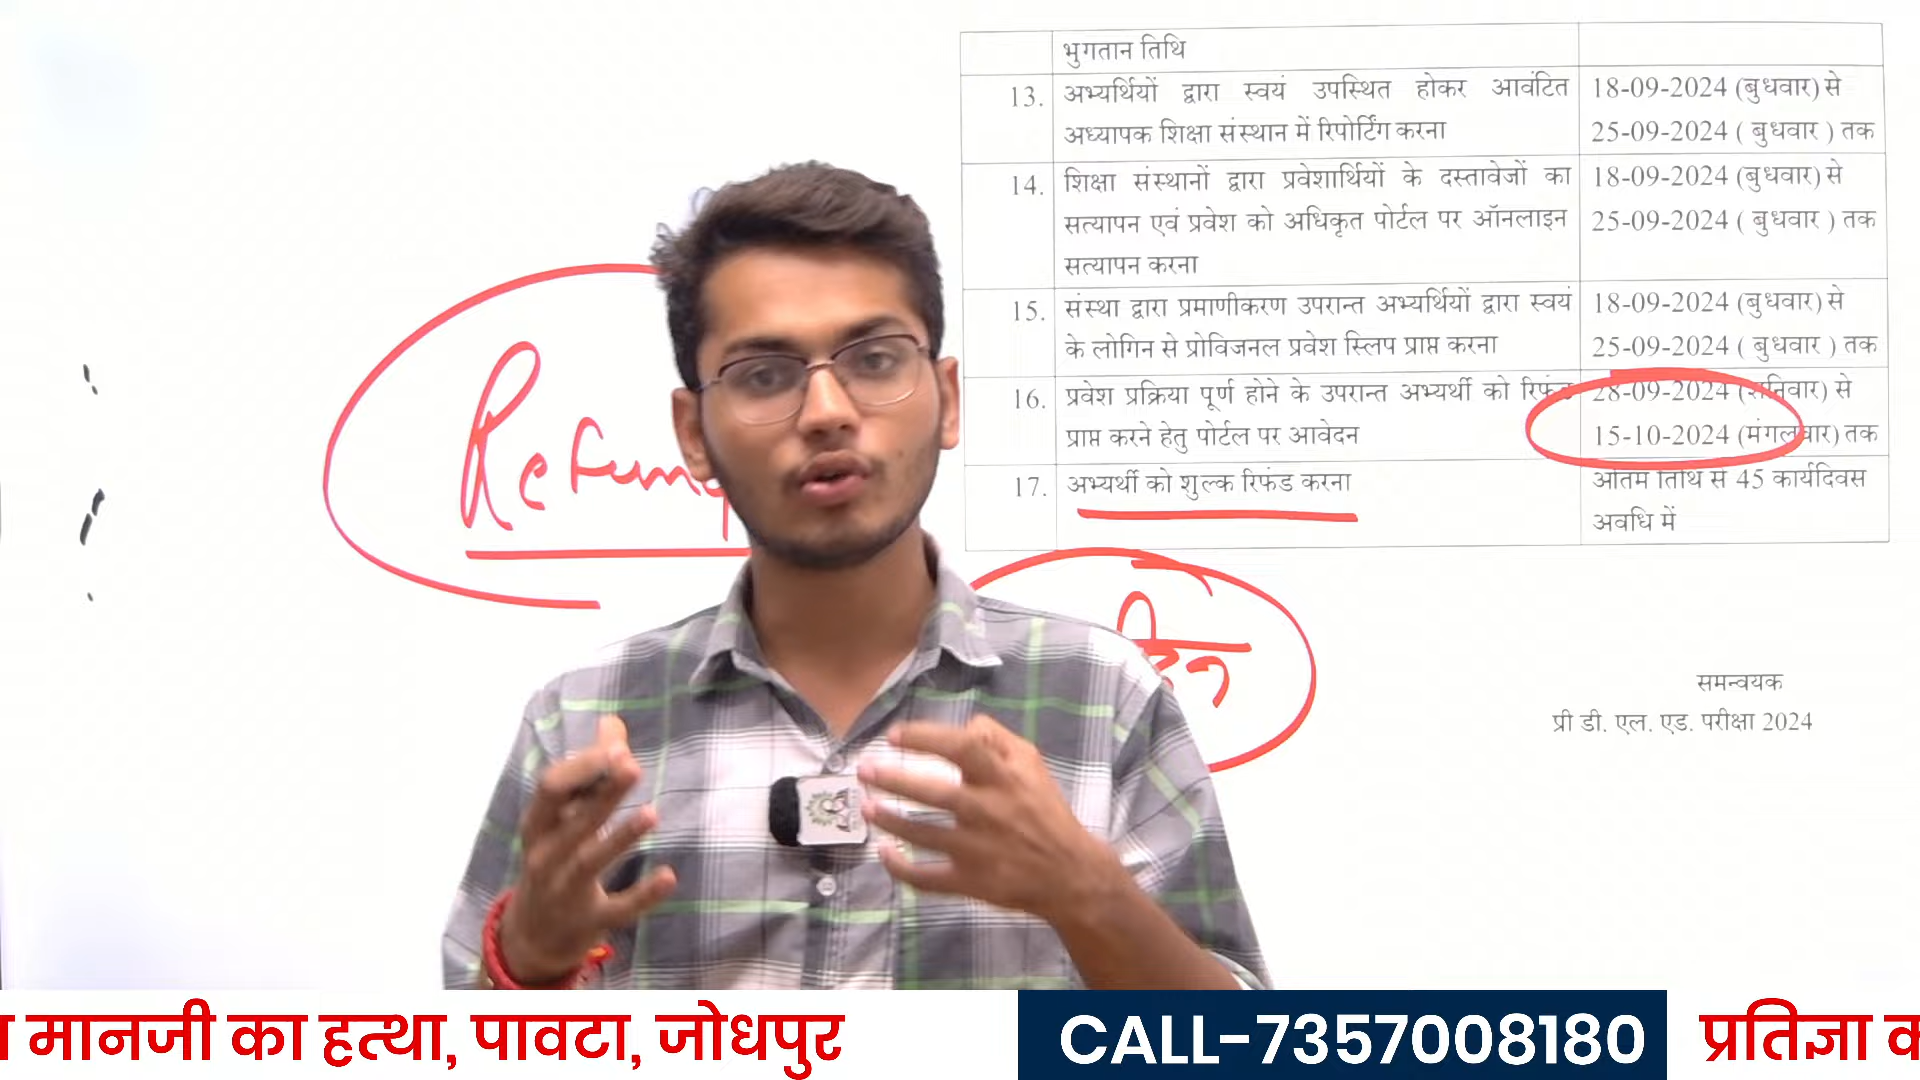 भुगतान तिथि
13. अभ्यर्थियों द्वारा स्वयं उपस्थित होकर आवंटित 18-09-2024 (बुधवार) से
अध्यापक शिक्षा संस्थान में रिपोर्टिंग करना 25-09-2024 ( बुधवार ) तक
14. शिक्षा संस्थानों द्वारा प्रवेशार्थियों के दस्तावेजों का 18-09-2024 (बुधवार) से
सत्यापन एवं प्रवेश को अधिकृत पोर्टल पर ऑनलाइन 25-09-2024 ( बुधवार ) तक
सत्यापन करना
15. संस्था द्वारा प्रमाणीकरण उपरान्त अभ्यर्थियों द्वारा स्वयं 18-09-2024 (बुधवार) से
के लोगिन से प्रोविजनल प्रवेश स्लिप प्राप्त करना 25-09-2024 ( बुधवार ) तक
16. प्रवेश प्रक्रिया पूर्ण होने के उपरान्त अभ्यर्थी को रिफंड 28-09-2024 (शनिवार) से
प्राप्त करने हेतु पोर्टल पर आवेदन 15-10-2024 (मंगलवार) तक
17. अभ्यर्थी को शुल्क रिफंड करना अंतिम तिथि से 45 कार्यदिवस
अवधि में
समन्वयक
प्री डी. एल. एड. परीक्षा 2024
मानजी का हत्था, पावटा, जोधपुर
CALL-7357008180
प्रतिज्ञा